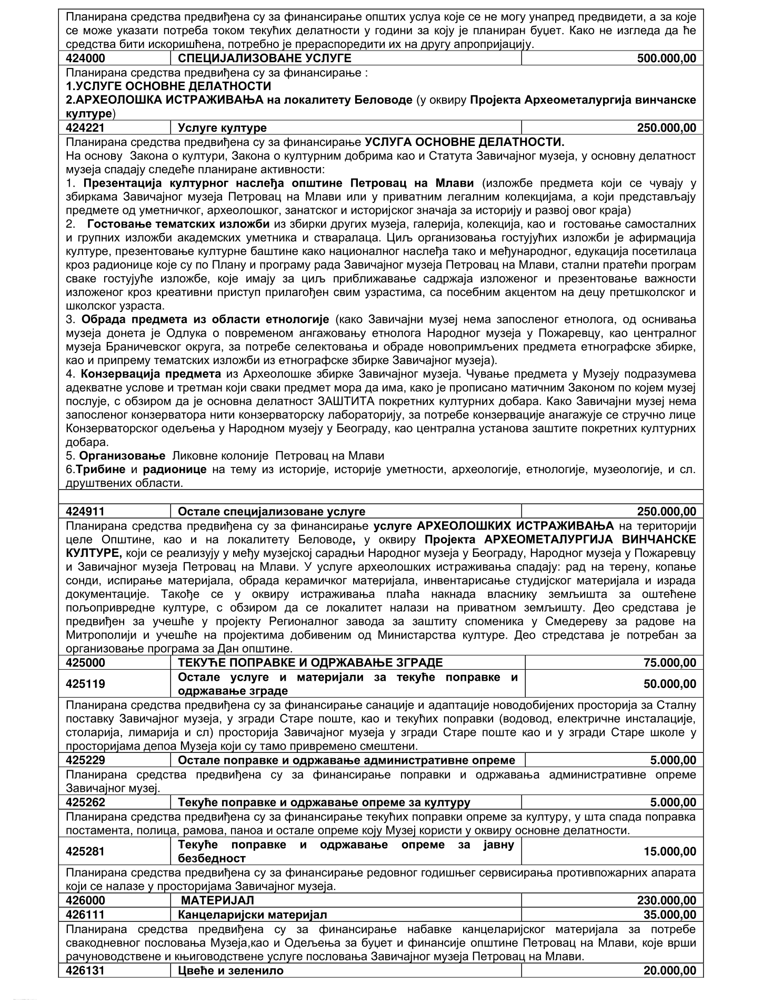 Планирана средства предвиђена су за финансирање општих услуа које се не могу унапред предвидети, а за које
се може указати потреба током текућих делатности у години за коју је планиран буџет. Како не изгледа да ће
средства бити искоришћена, потребно је прераспоредити их на другу апропријацију.
424000 СПЕЦИЈАЛИЗОВАНЕ УСЛУГЕ 500.000,00
Планирана средства предвиђена су за финансирање :
1.УСЛУГЕ ОСНОВНЕ ДЕЛАТНОСТИ
2.АРХЕОЛОШКА ИСТРАЖИВАЊА на локалитету Беловоде (у оквиру Пројекта Археометалургија винчанске
културе)
424221 Услуге културе 250.000,00
Планирана средства предвиђена су за финансирање УСЛУГА ОСНОВНЕ ДЕЛАТНОСТИ.
На основу Закона о култури, Закона о културним добрима као и Статута Завичајног музеја, у основну делатност
музеја спадају следеће планиране активности:
1. Презентација културног наслеђа општине Петровац на Млави (изложбе предмета који се чувају у
збиркама Завичајног музеја Петровац на Млави или у приватним легалним колекцијама, а који представљају
предмете од уметничког, археолошког, занатског и историјског значаја за историју и развој овог краја)
2. Гостовање тематских изложби из збирки других музеја, галерија, колекција, као и гостовање самосталних
и групних изложби академских уметника и стваралаца. Циљ организовања гостујућих изложби је афирмација
културе, презентовање културне баштине како националног наслеђа тако и међународног, едукација посетилаца
кроз радионице које су по Плану и програму рада Завичајног музеја Петровац на Млави, стални пратећи програм
сваке гостујуће изложбе, које имају за циљ приближавање садржаја изложеног и презентовање важности
изложеног кроз креативни приступ прилагођен свим узрастима, са посебним акцентом на децу претшколског и
школског узраста.
3. Обрада предмета из области етнологије (како Завичајни музеј нема запосленог етнолога, од оснивања
музеја донета је Одлука о повременом ангажовању етнолога Народног музеја у Пожаревцу, као централног
музеја Браничевског округа, за потребе селектовања и обраде новопримљених предмета етнографске збирке,
као и припрему тематских изложби из етнографске збирке Завичајног музеја).
4. Конзервација предмета из Археолошке збирке Завичајног музеја. Чување предмета у Музеју подразумева
адекватне услове и третман који сваки предмет мора да има, како је прописано матичним Законом по којем музеј
послује, с обзиром да је основна делатност ЗАШТИТА покретних културних добара. Како Завичајни музеј нема
запосленог конзерватора нити конзерваторску лабораторију, за потребе конзервације анагажује се стручно лице
Конзерваторског одељења у Народном музеју у Београду, као централна установа заштите покретних културних
добара.
5. Организовање Ликовне колоније Петровац на Млави
6.Трибине и радионице на тему из историје, историје уметности, археологије, етнологије, музеологије, и сл.
друштвених области.
424911 Остале специјализоване услуге 250.000,00
Планирана средства предвиђена су за финансирање услуге АРХЕОЛОШКИХ ИСТРАЖИВАЊА на територији
целе Општине, као и на локалитету Беловоде, у оквиру Пројекта АРХЕОМЕТАЛУРГИЈА ВИНЧАНСКЕ
КУЛТУРЕ, који се реализују у међу музејској сарадњи Народног музеја у Београду, Народног музеја у Пожаревцу
и Завичајног музеја Петровац на Млави. У услуге археолошких истраживања спадају: рад на терену, копање
сонди, испирање материјала, обрада керамичког материјала, инвентарисање студијског материјала и израда
документације. Такође се у оквиру истраживања плаћа накнада власнику земљишта за оштећене
пољопривредне културе, с обзиром да се локалитет налази на приватном земљишту. Део средстава је
предвиђен за учешће у пројекту Регионалног завода за заштиту споменика у Смедереву за радове на
Митрополији и учешће на пројектима добивеним од Министарства културе. Део стредстава је потребан за
организовање програма за Дан општине.
425000 ТЕКУЋЕ ПОПРАВКЕ И ОДРЖАВАЊЕ ЗГРАДЕ 75.000,00
425119 Остале услуге и материјали за текуће поправке и
одржавање зграде 50.000,00
Планирана средства предвиђена су за финансирање санације и адаптације новодобијених просторија за Сталну
поставку Завичајног музеја, у згради Старе поште, као и текућих поправки (водовод, електричне инсталације,
столарија, лимарија и сл) просторија Завичајног музеја у згради Старе поште као и у згради Старе школе у
просторијама депоа Музеја који су тамо привремено смештени.
425229 Остале поправке и одржавање административне опреме 5.000,00
Планирана средства предвиђена су за финансирање поправки и одржавања административне опреме
Завичајног музеј.
425262 Текуће поправке и одржавање опреме за културу 5.000,00
Планирана средства предвиђена су за финансирање текућих поправки опреме за културу, у шта спада поправка
постамента, полица, рамова, паноа и остале опреме коју Музеј користи у оквиру основне делатности.
425281 Текуће поправке и одржавање опреме за јавну
безбедност 15.000,00
Планирана средства предвиђена су за финансирање редовног годишњег сервисирања противпожарних апарата
који се налазе у просторијама Завичајног музеја.
426000 МАТЕРИЈАЛ 230.000,00
426111 Канцеларијски материјал 35.000,00
Планирана средства предвиђена су за финансирање набавке канцеларијског материјала за потребе
свакодневног пословања Музеја,као и Одељења за буџет и финансије општине Петровац на Млави, које врши
рачуноводствене и књиговодствене услуге пословања Завичајног музеја Петровац на Млави.
426131 Цвеће и зеленило 20.000,00